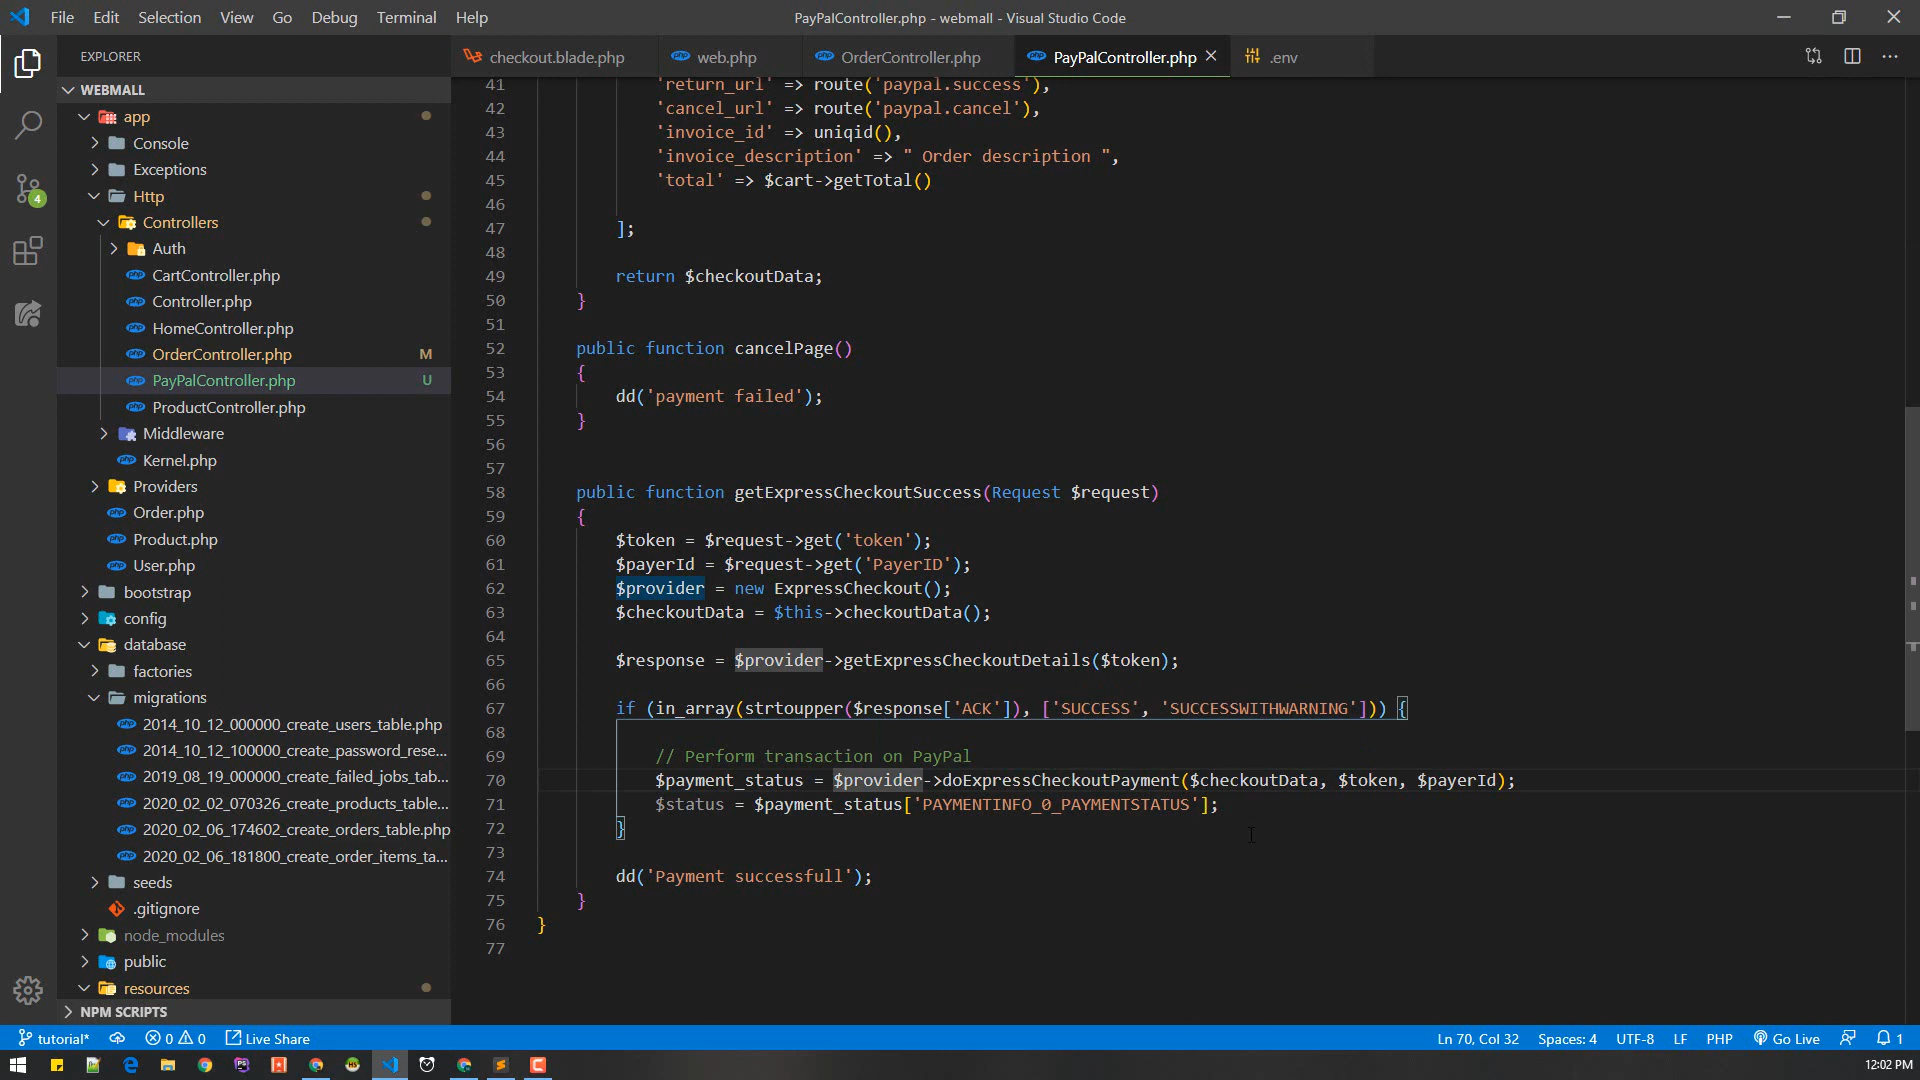 File Edit Selection View Go Debug Terminal Help
PayPalController.php - webmall - Visual Studio Code
EXPLORER
checkout.blade.php
web.php
OrderController.php
PayPalController.php
.env
WEBMALL
app
Console
Exceptions
Http
Controllers
Auth
CartController.php
Controller.php
HomeController.php
OrderController.php M
PayPalController.php U
ProductController.php
Middleware
Kernel.php
Providers
Order.php
Product.php
User.php
bootstrap
config
database
factories
migrations
2014_10_12_000000_create_users_table.php
2014_10_12_100000_create_password_rese...
2019_08_19_000000_create_failed_jobs_tab...
2020_02_02_070326_create_products_table...
2020_02_06_174602_create_orders_table.php
2020_02_06_181800_create_order_items_ta...
seeds
.gitignore
node_modules
public
resources
NPM SCRIPTS
4
41 'return_url' => route('paypal.success'),
42 'cancel_url' => route('paypal.cancel'),
43 'invoice_id' => uniqid(),
44 'invoice_description' => " Order description ",
45 'total' => $cart->getTotal()
46
47 ];
48
49 return $checkoutData;
50 }
51
52 public function cancelPage()
53 {
54 dd('payment failed');
55 }
56
57
58 public function getExpressCheckoutSuccess(Request $request)
59 {
60 $token = $request->get('token');
61 $payerId = $request->get('PayerID');
62 $provider = new ExpressCheckout();
63 $checkoutData = $this->checkoutData();
64
65 $response = $provider->getExpressCheckoutDetails($token);
66
67 if (in_array(strtoupper($response['ACK']), ['SUCCESS', 'SUCCESSWITHWARNING'])) {
68
69 // Perform transaction on PayPal
70 $payment_status = $provider->doExpressCheckoutPayment($checkoutData, $token, $payerId);
71 $status = $payment_status['PAYMENTINFO_0_PAYMENTSTATUS'];
72 }
73
74 dd('Payment successfull');
75 }
76 }
77
tutorial* 0 0 Live Share
Ln 70, Col 32 Spaces: 4 UTF-8 LF PHP Go Live 1
12:02 PM